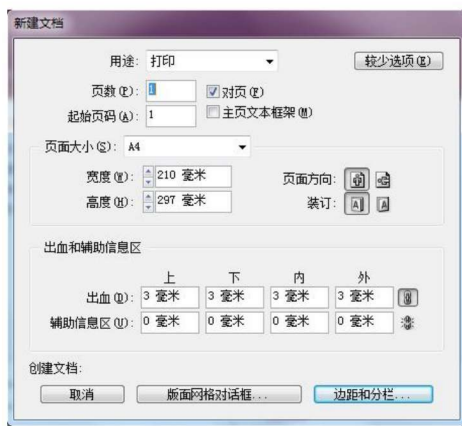 新建文档
用途: 打印
较少选项(E)
页数(P): 1 对页(F)
起始页码(A): 1 主页文本框架(M)
页面大小(S): A4
宽度(W): 210 毫米 页面方向:
高度(H): 297 毫米 装订:
出血和辅助信息区
上 下 内 外
出血(D): 3 毫米 3 毫米 3 毫米 3 毫米
辅助信息区(U): 0 毫米 0 毫米 0 毫米 0 毫米
创建文档:
取消 版面网格对话框... 边距和分栏...